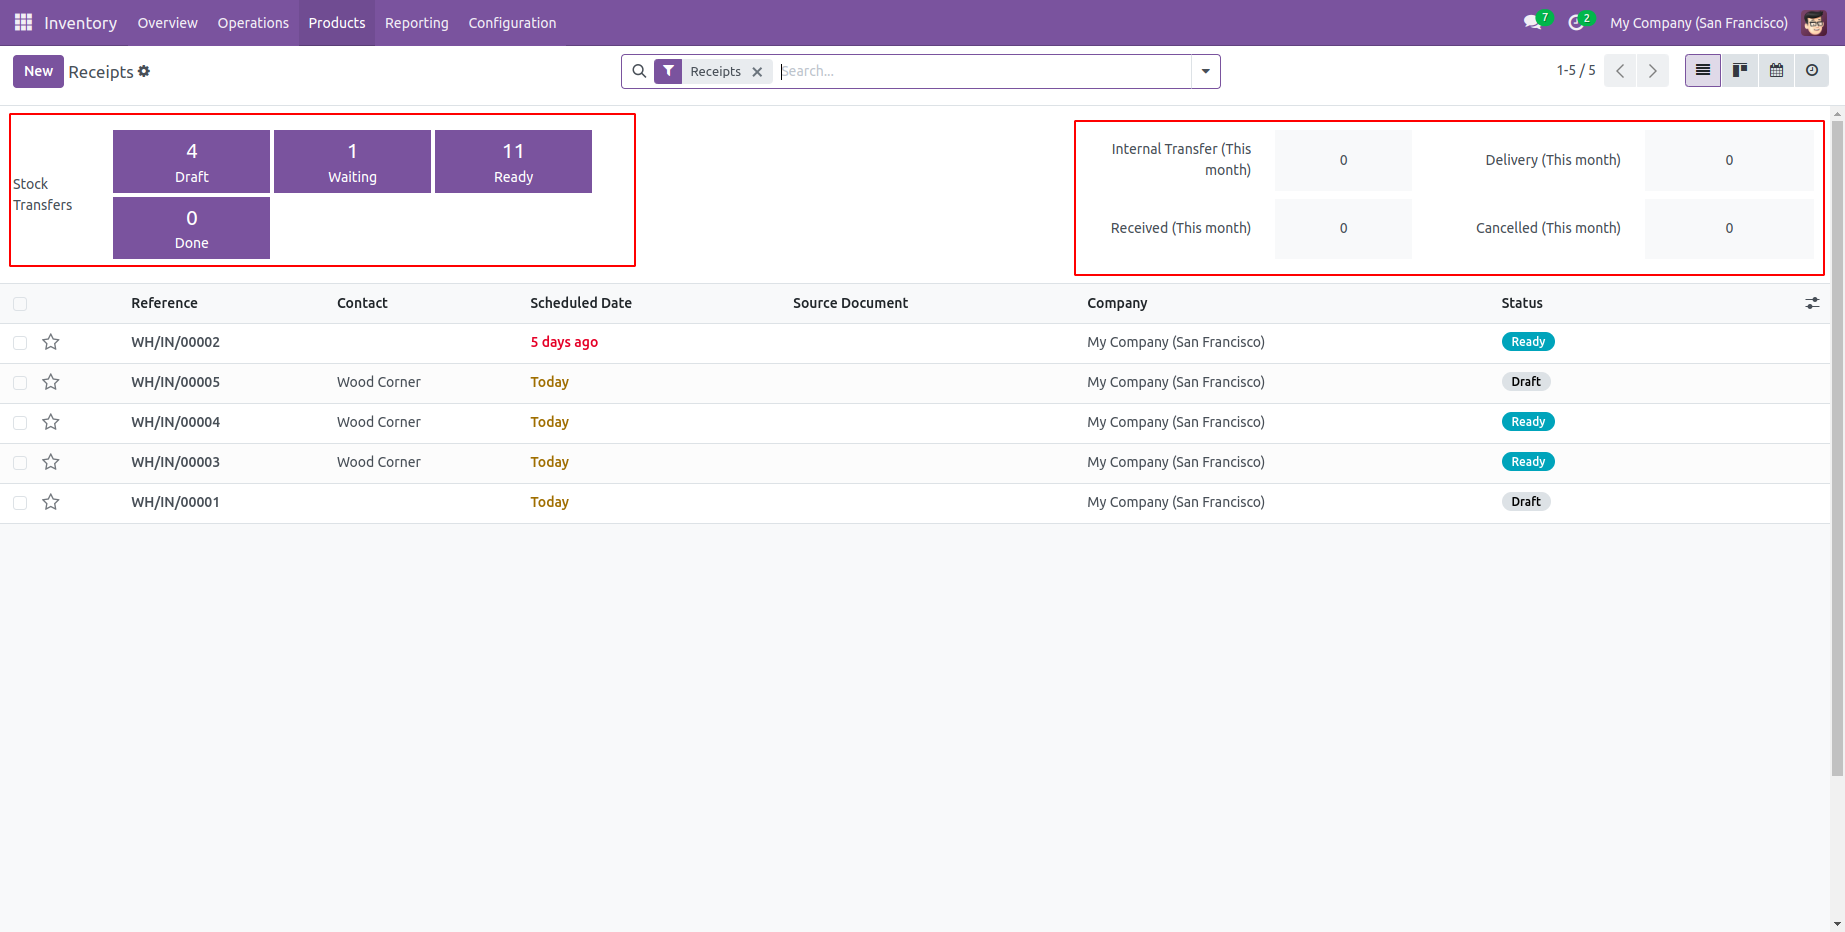 Inventory Overview Operations Products Reporting Configuration 7 2 My Company (San Francisco)
New Receipts Receipts Search... 1-5 / 5
Stock
Transfers
4
Draft
1
Waiting
11
Ready
0
Done
Internal Transfer (This
month)
0
Delivery (This month)
0
Received (This month)
0
Cancelled (This month)
0
Reference Contact Scheduled Date Source Document Company Status
WH/IN/00002 5 days ago My Company (San Francisco) Ready
WH/IN/00005 Wood Corner Today My Company (San Francisco) Draft
WH/IN/00004 Wood Corner Today My Company (San Francisco) Ready
WH/IN/00003 Wood Corner Today My Company (San Francisco) Ready
WH/IN/00001 Today My Company (San Francisco) Draft